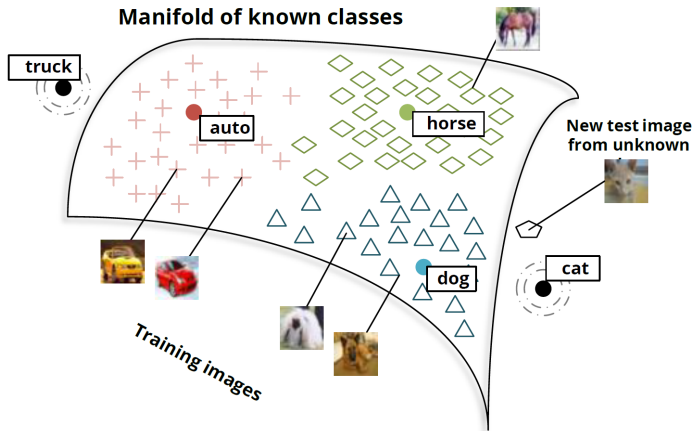 Manifold of known classes
truck
auto
horse
New test image
from unknown
cat
dog
Training images